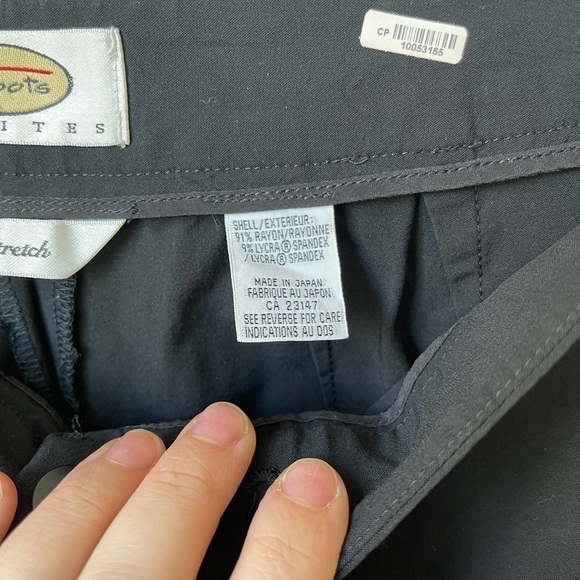 CP
10053165
SHELL/EXTERIEUR:
91% RAYON/RAYONNE
9% LYCRA ® SPANDEX
/LYCRA ® SPANDEX
MADE IN JAPAN
FABRIQUE AU JAPON
CA 23147
SEE REVERSE FOR CARE
INDICATIONS AU DOS